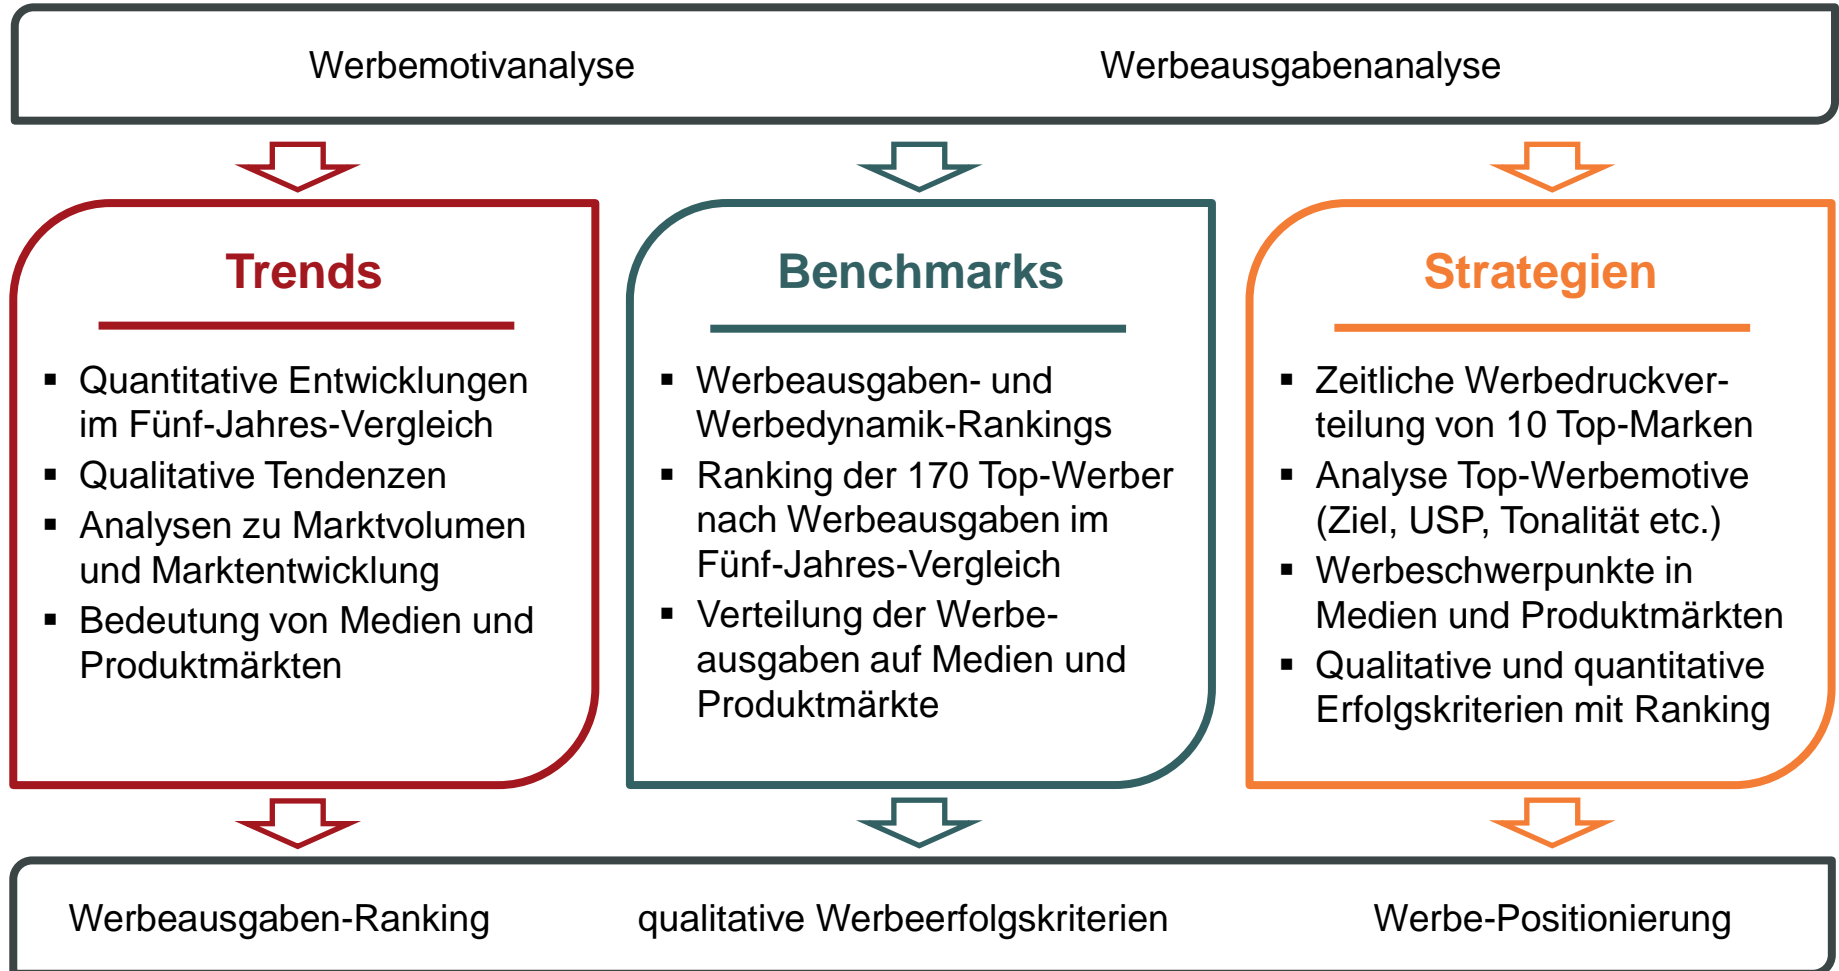 Werbemotivanalyse
Werbeausgabenanalyse
Trends
▪ Quantitative Entwicklungen
im Fünf-Jahres-Vergleich
▪ Qualitative Tendenzen
▪ Analysen zu Marktvolumen
und Marktentwicklung
▪ Bedeutung von Medien und
Produktmärkten
Benchmarks
▪ Werbeausgaben- und
Werbedynamik-Rankings
▪ Ranking der 170 Top-Werber
nach Werbeausgaben im
Fünf-Jahres-Vergleich
▪ Verteilung der Werbe-
ausgaben auf Medien und
Produktmärkte
Strategien
▪ Zeitliche Werbedruckver-
teilung von 10 Top-Marken
▪ Analyse Top-Werbemotive
(Ziel, USP, Tonalität etc.)
▪ Werbeschwerpunkte in
Medien und Produktmärkten
▪ Qualitative und quantitative
Erfolgskriterien mit Ranking
Werbeausgaben-Ranking
qualitative Werbeerfolgskriterien
Werbe-Positionierung